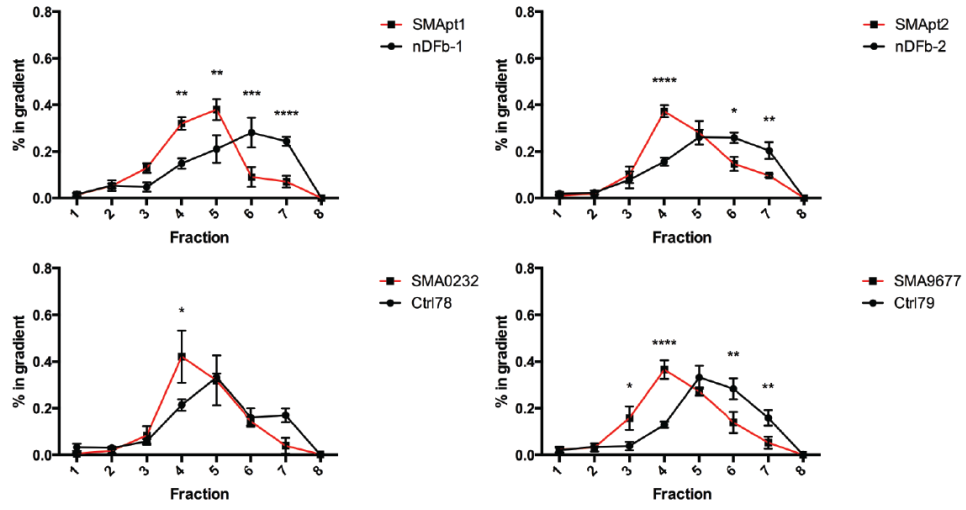 SMApt1
nDFb-1
% in gradient
0.8
0.6
0.4
0.2
0.0
** ** *** ****
1 2 3 4 5 6 7 8
Fraction
SMApt2
nDFb-2
% in gradient
0.8
0.6
0.4
0.2
0.0
**** * **
1 2 3 4 5 6 7 8
Fraction
SMA0232
Ctrl78
% in gradient
0.8
0.6
0.4
0.2
0.0
*
1 2 3 4 5 6 7 8
Fraction
SMA9677
Ctrl79
% in gradient
0.8
0.6
0.4
0.2
0.0
* **** ** **
1 2 3 4 5 6 7 8
Fraction